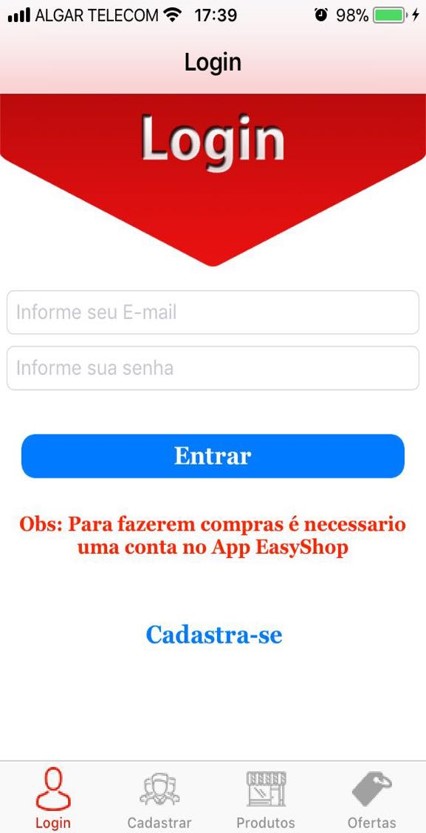 ALGAR TELECOM 17:39 98%
Login
Login
Informe seu E-mail
Informe sua senha
Entrar
Obs: Para fazerem compras é necessario
uma conta no App EasyShop
Cadastra-se
Login Cadastrar Produtos Ofertas